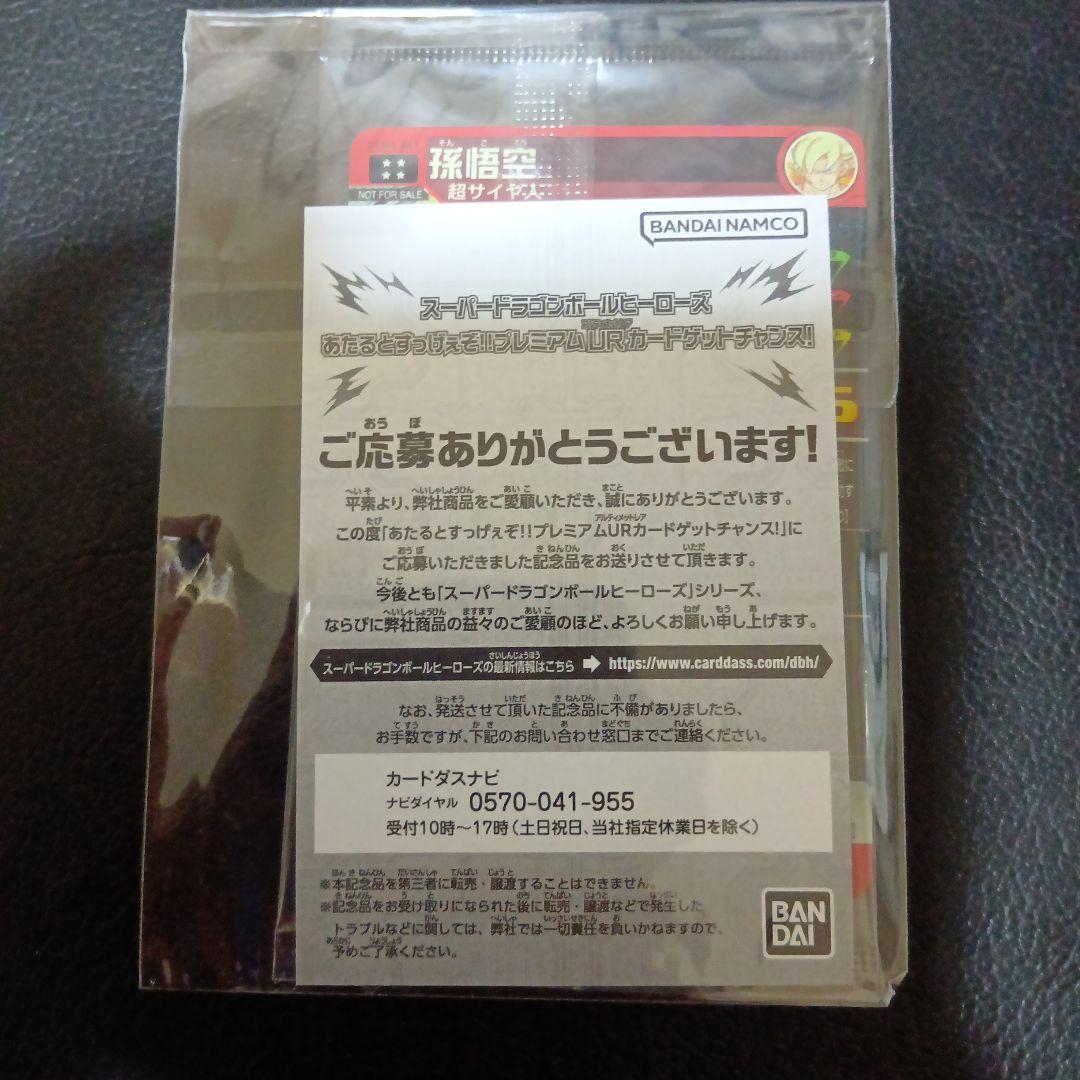 孫悟空
超サイヤ人
NOT FOR SALE
BANDAI NAMCO
スーパードラゴンボールヒーローズ
あたるとすっげぇぞ!!プレミアムURカードゲットチャンス!
ご応募ありがとうございます!
平素より、弊社商品をご愛顧いただき、誠にありがとうございます。
この度「あたるとすっげぇぞ!!プレミアムURカードゲットチャンス!」に
ご応募いただきました記念品をお送りさせて頂きます。
今後とも「スーパードラゴンボールヒーローズ」シリーズ、
ならびに弊社商品の益々のご愛顧のほど、よろしくお願い申し上げます。
スーパードラゴンボールヒーローズの最新情報はこちら ➡ https://www.carddass.com/dbh/
なお、発送させて頂いた記念品に不備がありましたら、
お手数ですが、下記のお問い合わせ窓口までご連絡ください。
カードダスナビ
ナビダイヤル 0570-041-955
受付10時〜17時(土日祝日、当社指定休業日を除く)
※本記念品を第三者に転売・譲渡することはできません。
※記念品をお受け取りになられた後に転売・譲渡などで発生した
トラブルなどに関しては、弊社では一切責任を負いかねますので、
予めご了承ください。
BAN
DAI